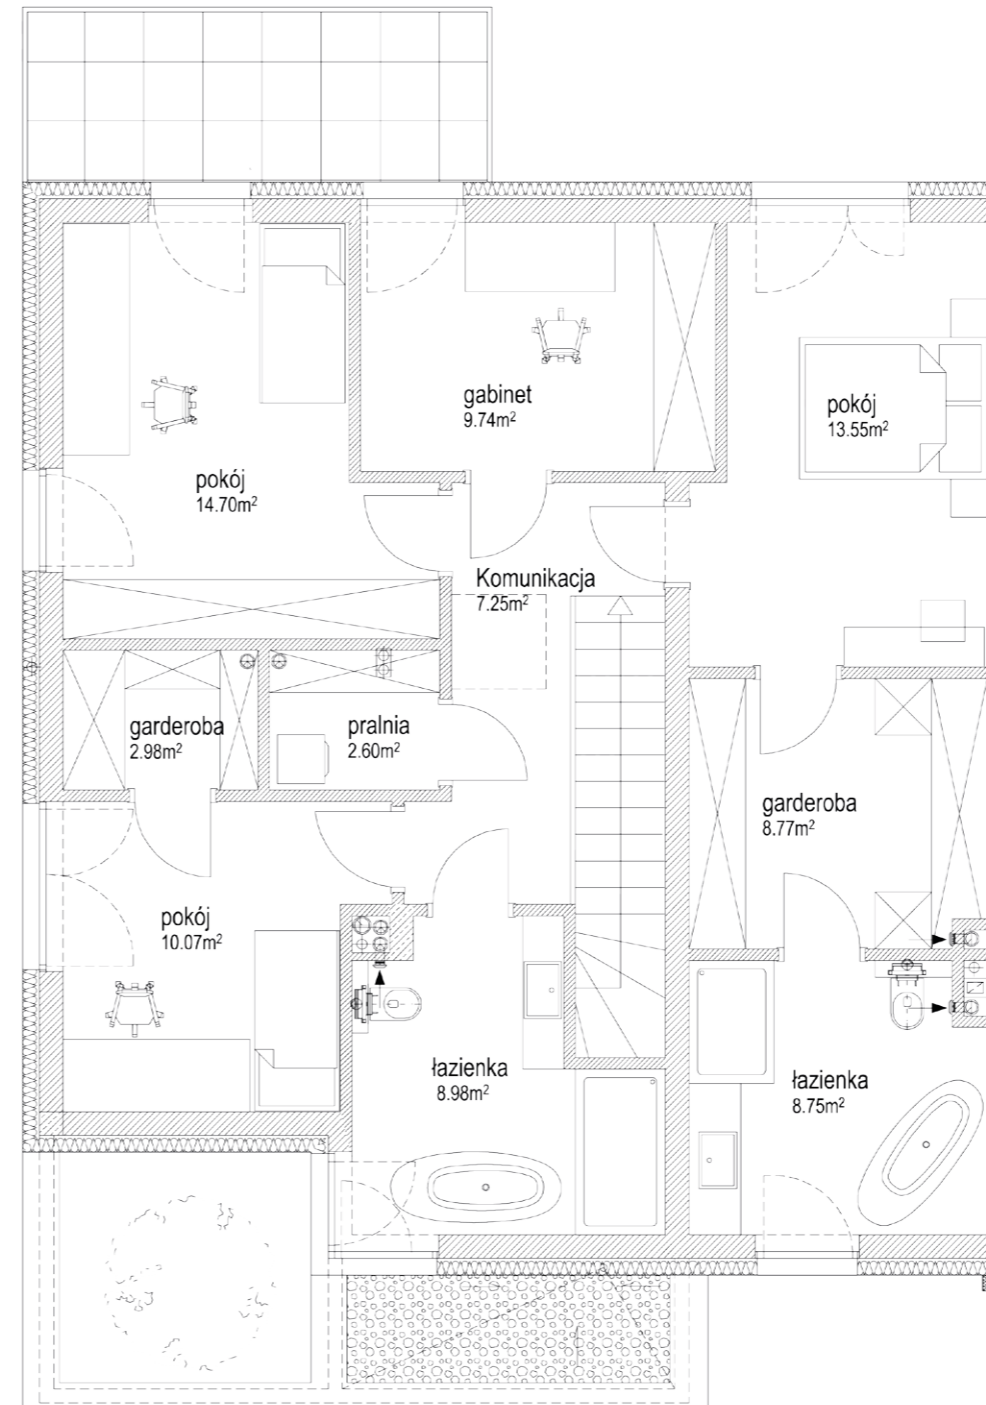 gabinet
9.74m²
pokój
13.55m²
pokój
14.70m²
Komunikacja
7.25m²
garderoba
2.98m²
pralnia
2.60m²
garderoba
8.77m²
pokój
10.07m²
łazienka
8.98m²
łazienka
8.75m²